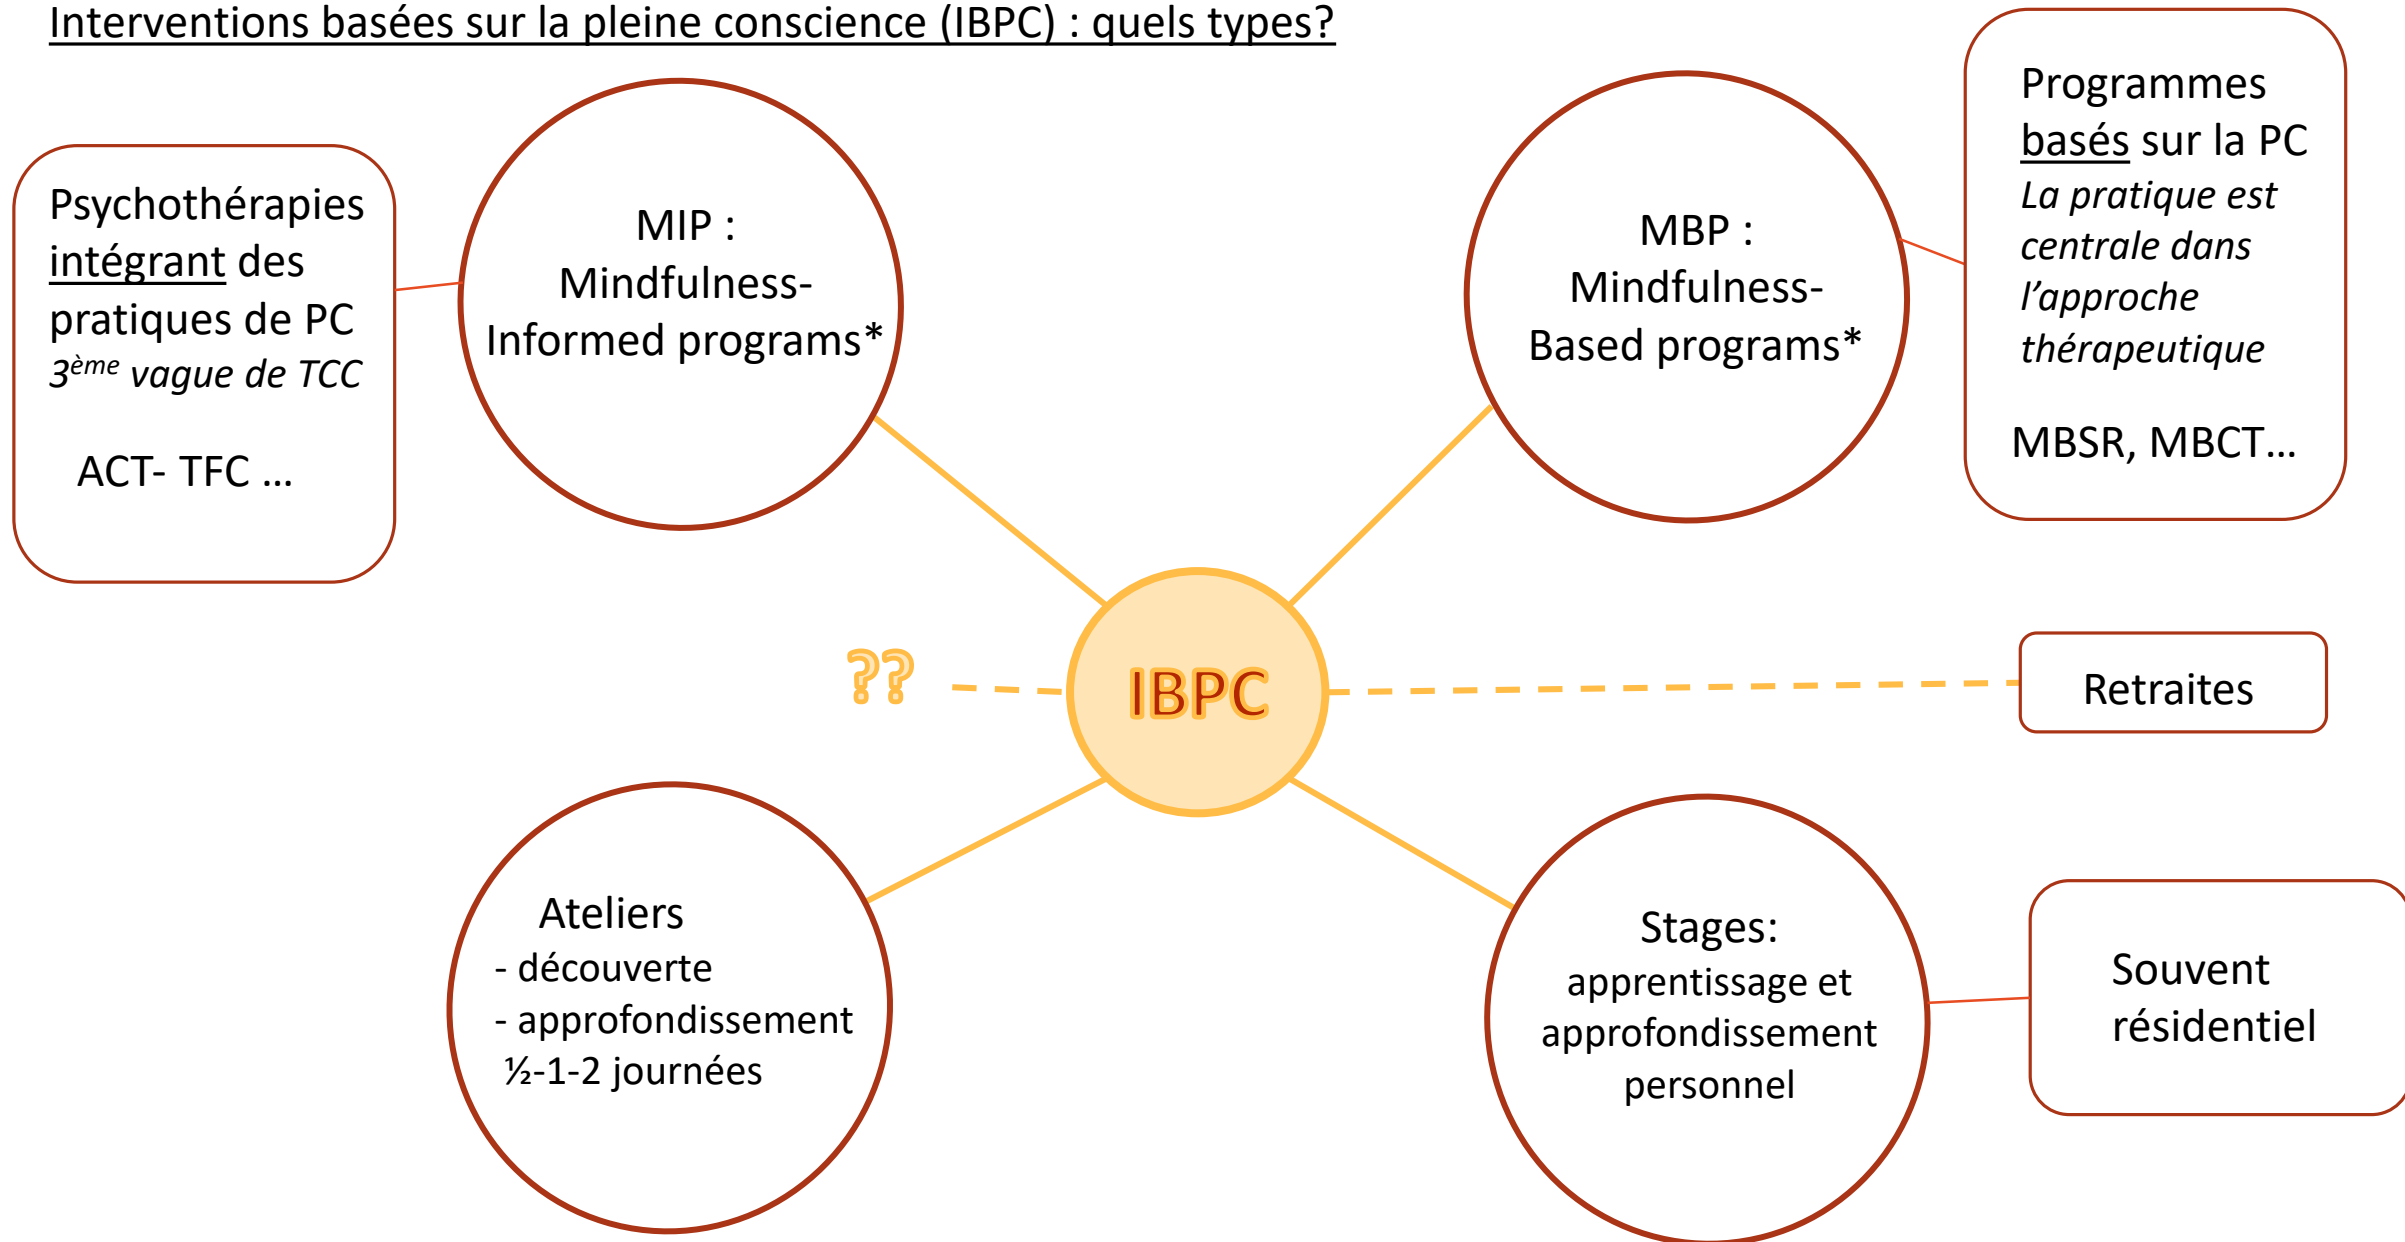 Interventions basées sur la pleine conscience (IBPC) : quels types?
Psychothérapies
intégrant des
pratiques de PC
3ème vague de TCC
ACT- TFC ...
MIP :
Mindfulness-
Informed programs*
MBP :
Mindfulness-
Based programs*
Programmes
basés sur la PC
La pratique est
centrale dans
l’approche
thérapeutique
MBSR, MBCT…
??
IBPC
Retraites
Ateliers
- découverte
- approfondissement
½-1-2 journées
Stages:
apprentissage et
approfondissement
personnel
Souvent
résidentiel